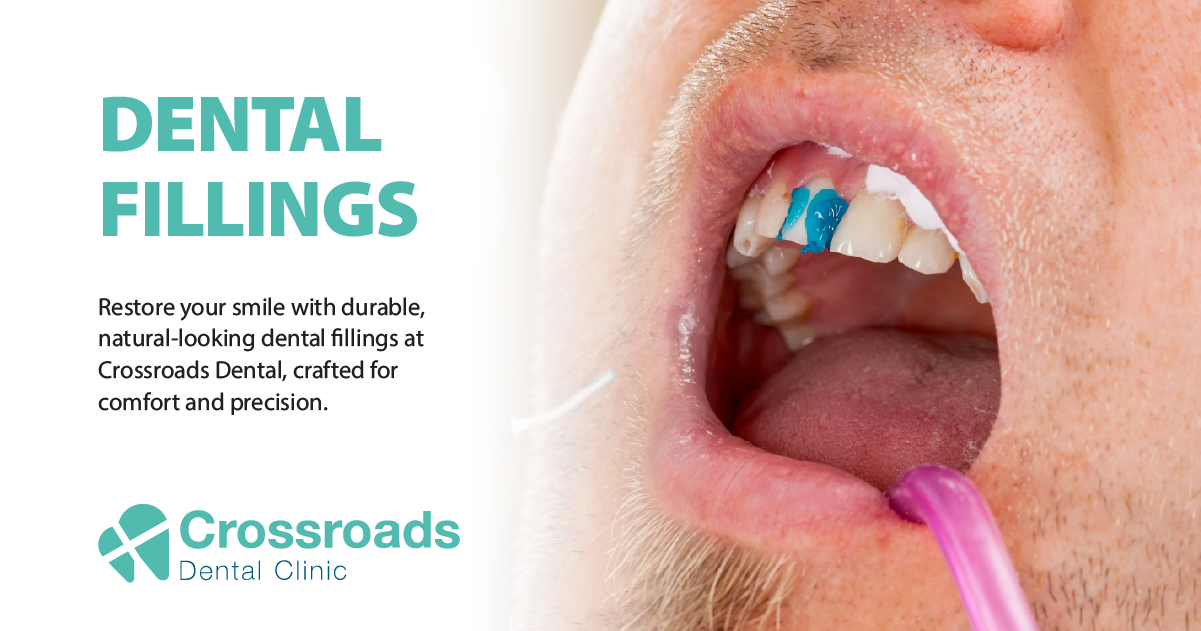 DENTAL
FILLINGS
Restore your smile with durable,
natural-looking dental fillings at
Crossroads Dental, crafted for
comfort and precision.
Crossroads
Dental Clinic